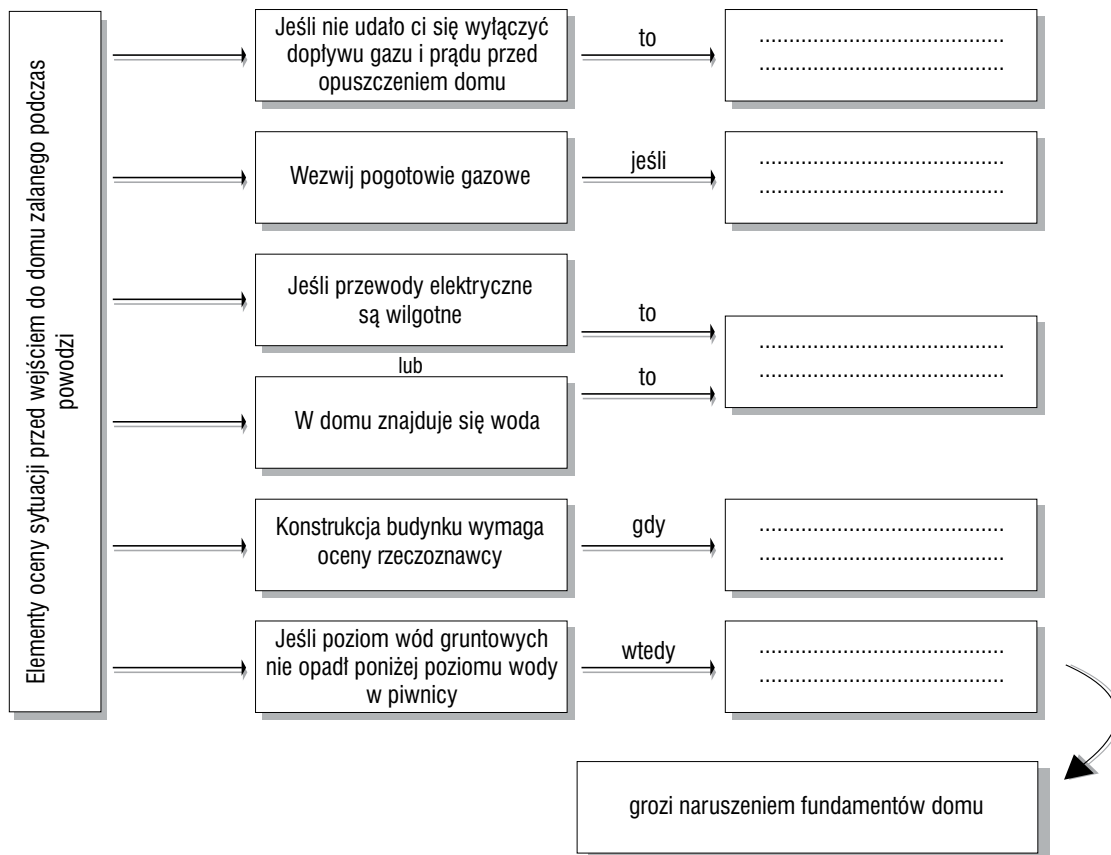 Elementy oceny sytuacji przed wejściem do domu zalanego podczas
powodzi
Jeśli nie udało ci się wyłączyć
dopływu gazu i prądu przed
opuszczeniem domu
to
..........................................
..........................................
Wezwij pogotowie gazowe
jeśli
..........................................
..........................................
Jeśli przewody elektryczne
są wilgotne
to
lub
to
..........................................
..........................................
W domu znajduje się woda
Konstrukcja budynku wymaga
oceny rzeczoznawcy
gdy
..........................................
..........................................
Jeśli poziom wód gruntowych
nie opadł poniżej poziomu wody
w piwnicy
wtedy
..........................................
..........................................
grozi naruszeniem fundamentów domu